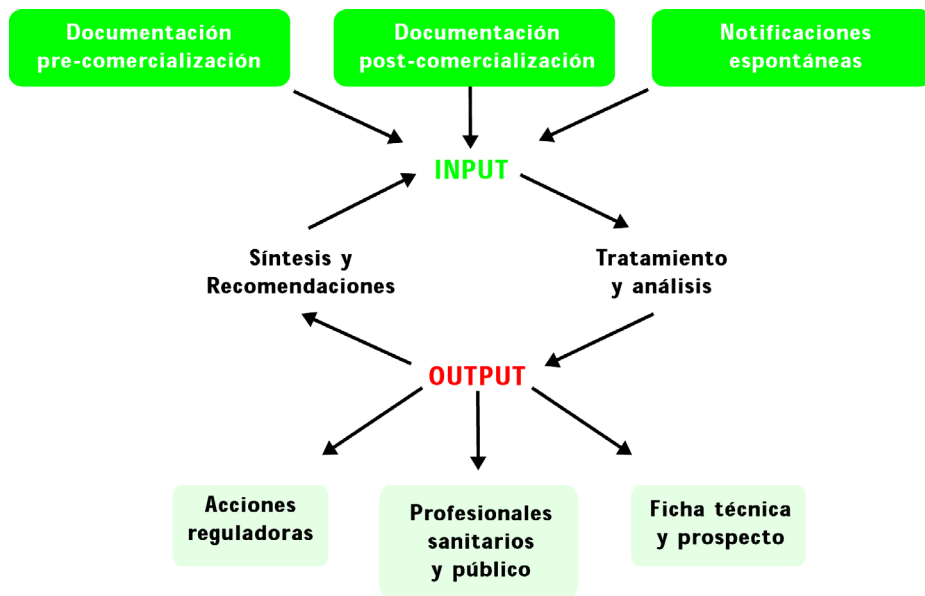 Documentación
pre-comercialización
Documentación
post-comercialización
Notificaciones
espontáneas
INPUT
Síntesis y
Recomendaciones
Tratamiento
y análisis
OUTPUT
Acciones
reguladoras
Profesionales
sanitarios
y público
Ficha técnica
y prospecto